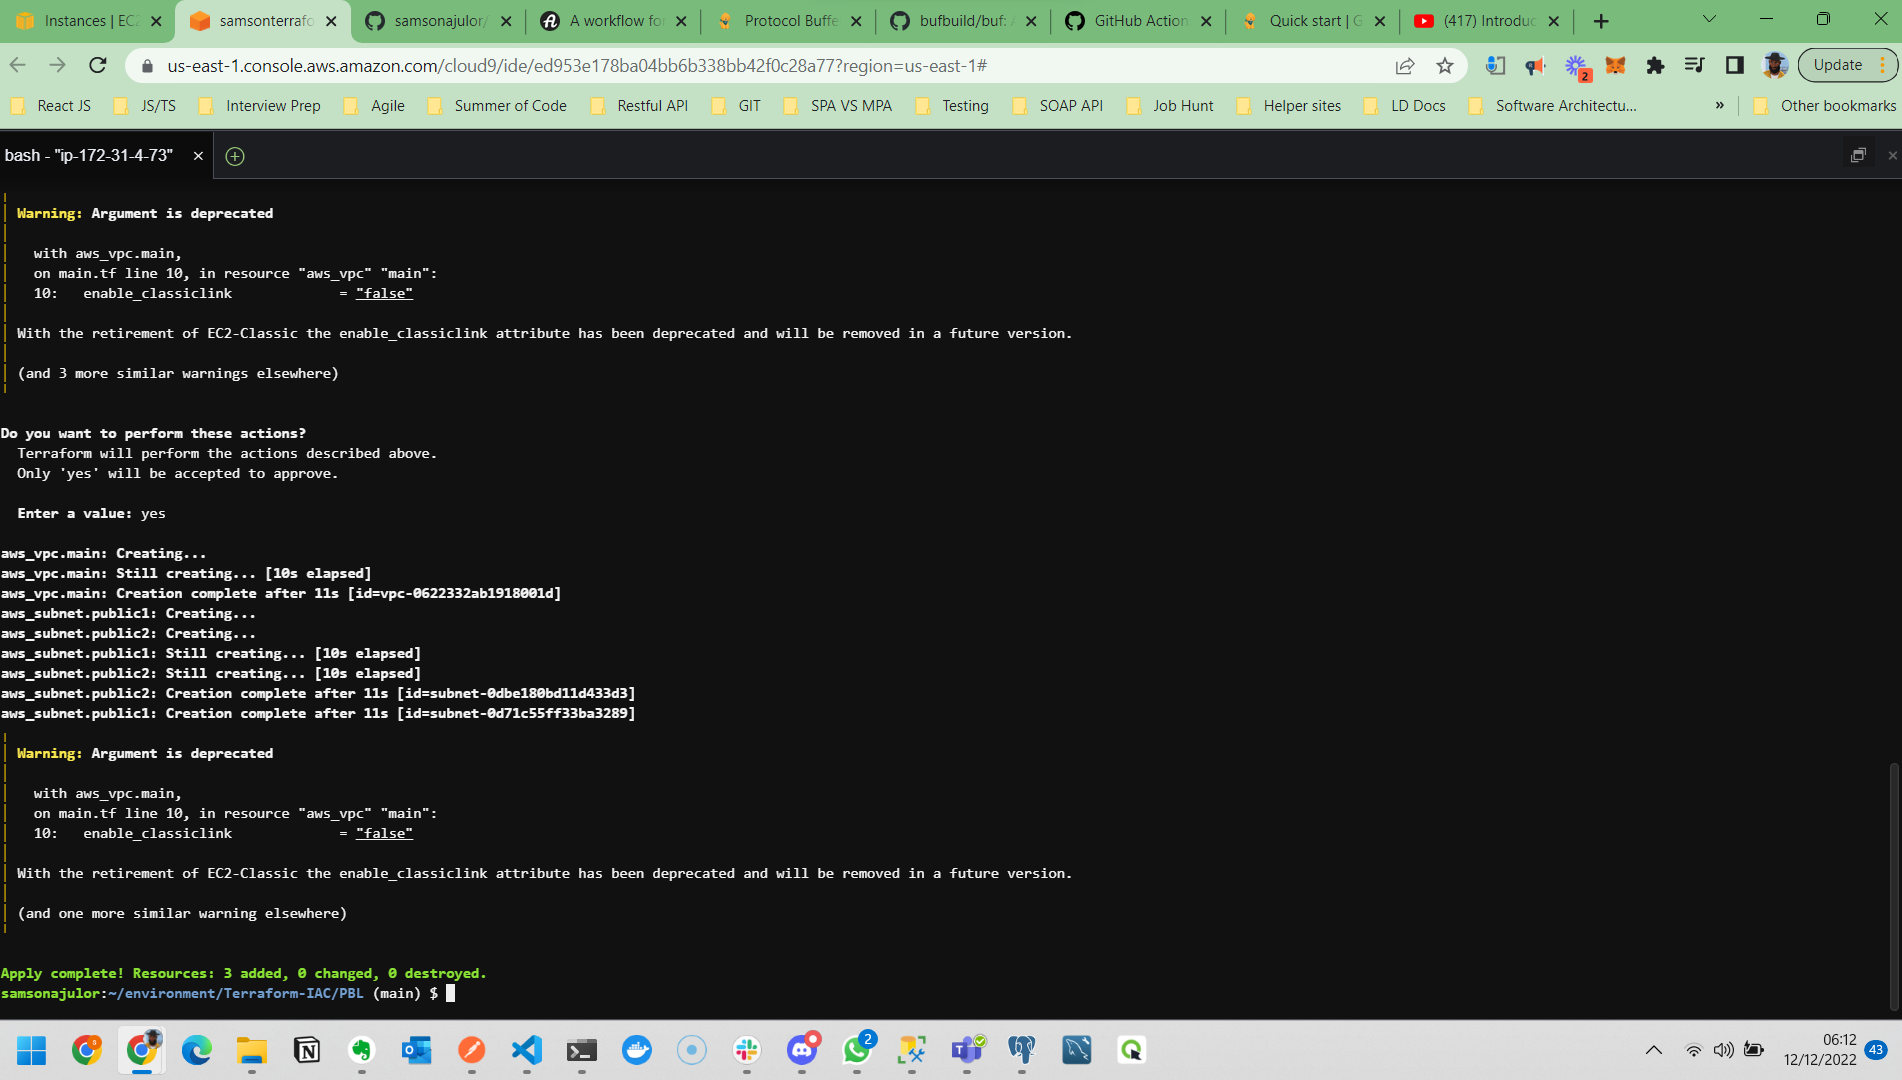 Instances | EC2
samsonterrafo
samsonajulor/
A workflow for
Protocol Buffe
bufbuild/buf: A
GitHub Action
Quick start | G
(417) Introduc
us-east-1.console.aws.amazon.com/cloud9/ide/ed953e178ba04bb6b338bb42f0c28a77?region=us-east-1#
2
Update
React JS
JS/TS
Interview Prep
Agile
Summer of Code
Restful API
GIT
SPA VS MPA
Testing
SOAP API
Job Hunt
Helper sites
LD Docs
Software Architectu...
»
Other bookmarks
bash - "ip-172-31-4-73"
Warning: Argument is deprecated
with aws_vpc.main,
on main.tf line 10, in resource "aws_vpc" "main":
10:   enable_classiclink             = "false"
With the retirement of EC2-Classic the enable_classiclink attribute has been deprecated and will be removed in a future version.
(and 3 more similar warnings elsewhere)
Do you want to perform these actions?
Terraform will perform the actions described above.
Only 'yes' will be accepted to approve.
Enter a value: yes
aws_vpc.main: Creating...
aws_vpc.main: Still creating... [10s elapsed]
aws_vpc.main: Creation complete after 11s [id=vpc-0622332ab1918001d]
aws_subnet.public1: Creating...
aws_subnet.public2: Creating...
aws_subnet.public1: Still creating... [10s elapsed]
aws_subnet.public2: Still creating... [10s elapsed]
aws_subnet.public2: Creation complete after 11s [id=subnet-0dbe180bd11d433d3]
aws_subnet.public1: Creation complete after 11s [id=subnet-0d71c55ff33ba3289]
Warning: Argument is deprecated
with aws_vpc.main,
on main.tf line 10, in resource "aws_vpc" "main":
10:   enable_classiclink             = "false"
With the retirement of EC2-Classic the enable_classiclink attribute has been deprecated and will be removed in a future version.
(and one more similar warning elsewhere)
Apply complete! Resources: 3 added, 0 changed, 0 destroyed.
samsonajulor:~/environment/Terraform-IAC/PBL (main) $
2
06:12
12/12/2022
43